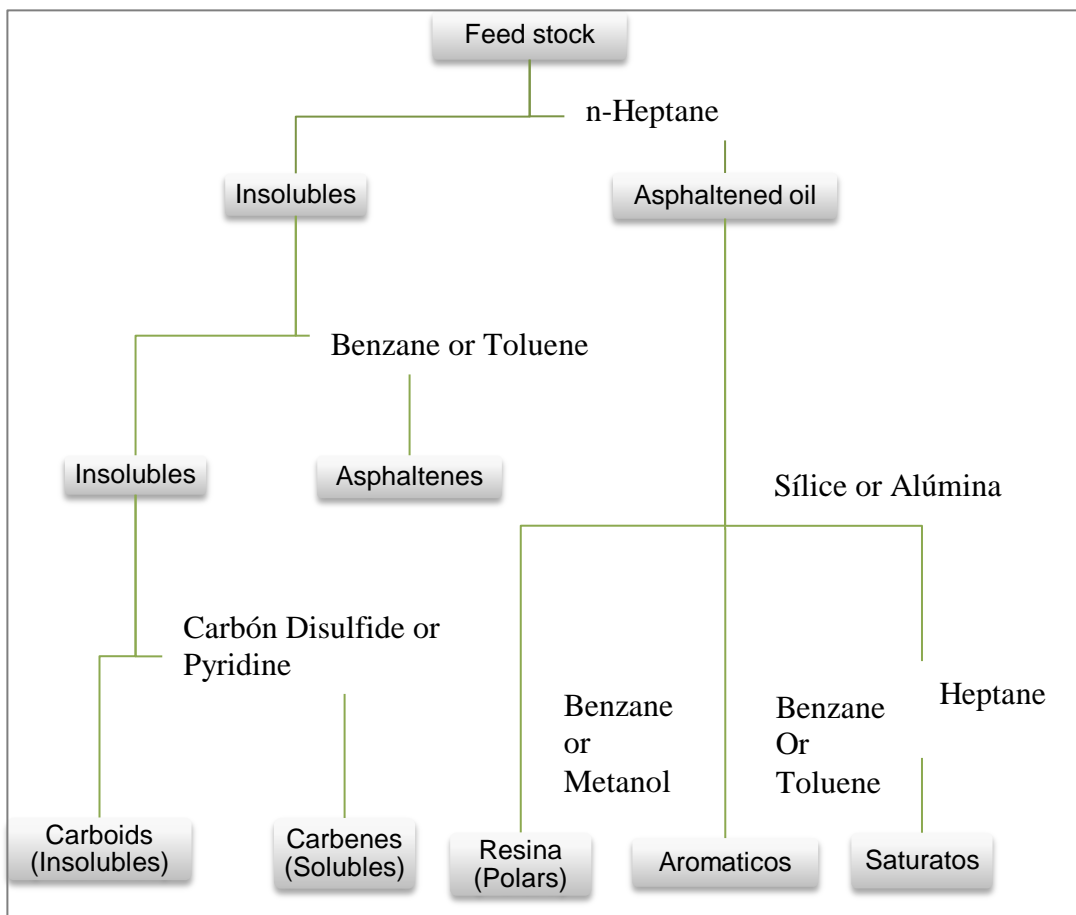 Feed stock
n-Heptane
Insolubles
Asphaltened oil
Benzane or Toluene
Insolubles
Asphaltenes
Sílice or Alúmina
Carbón Disulfide or
Pyridine
Benzane
or
Metanol
Benzane
Or
Toluene
Heptane
Carboids
(Insolubles)
Carbenes
(Solubles)
Resina
(Polars)
Aromaticos
Saturatos